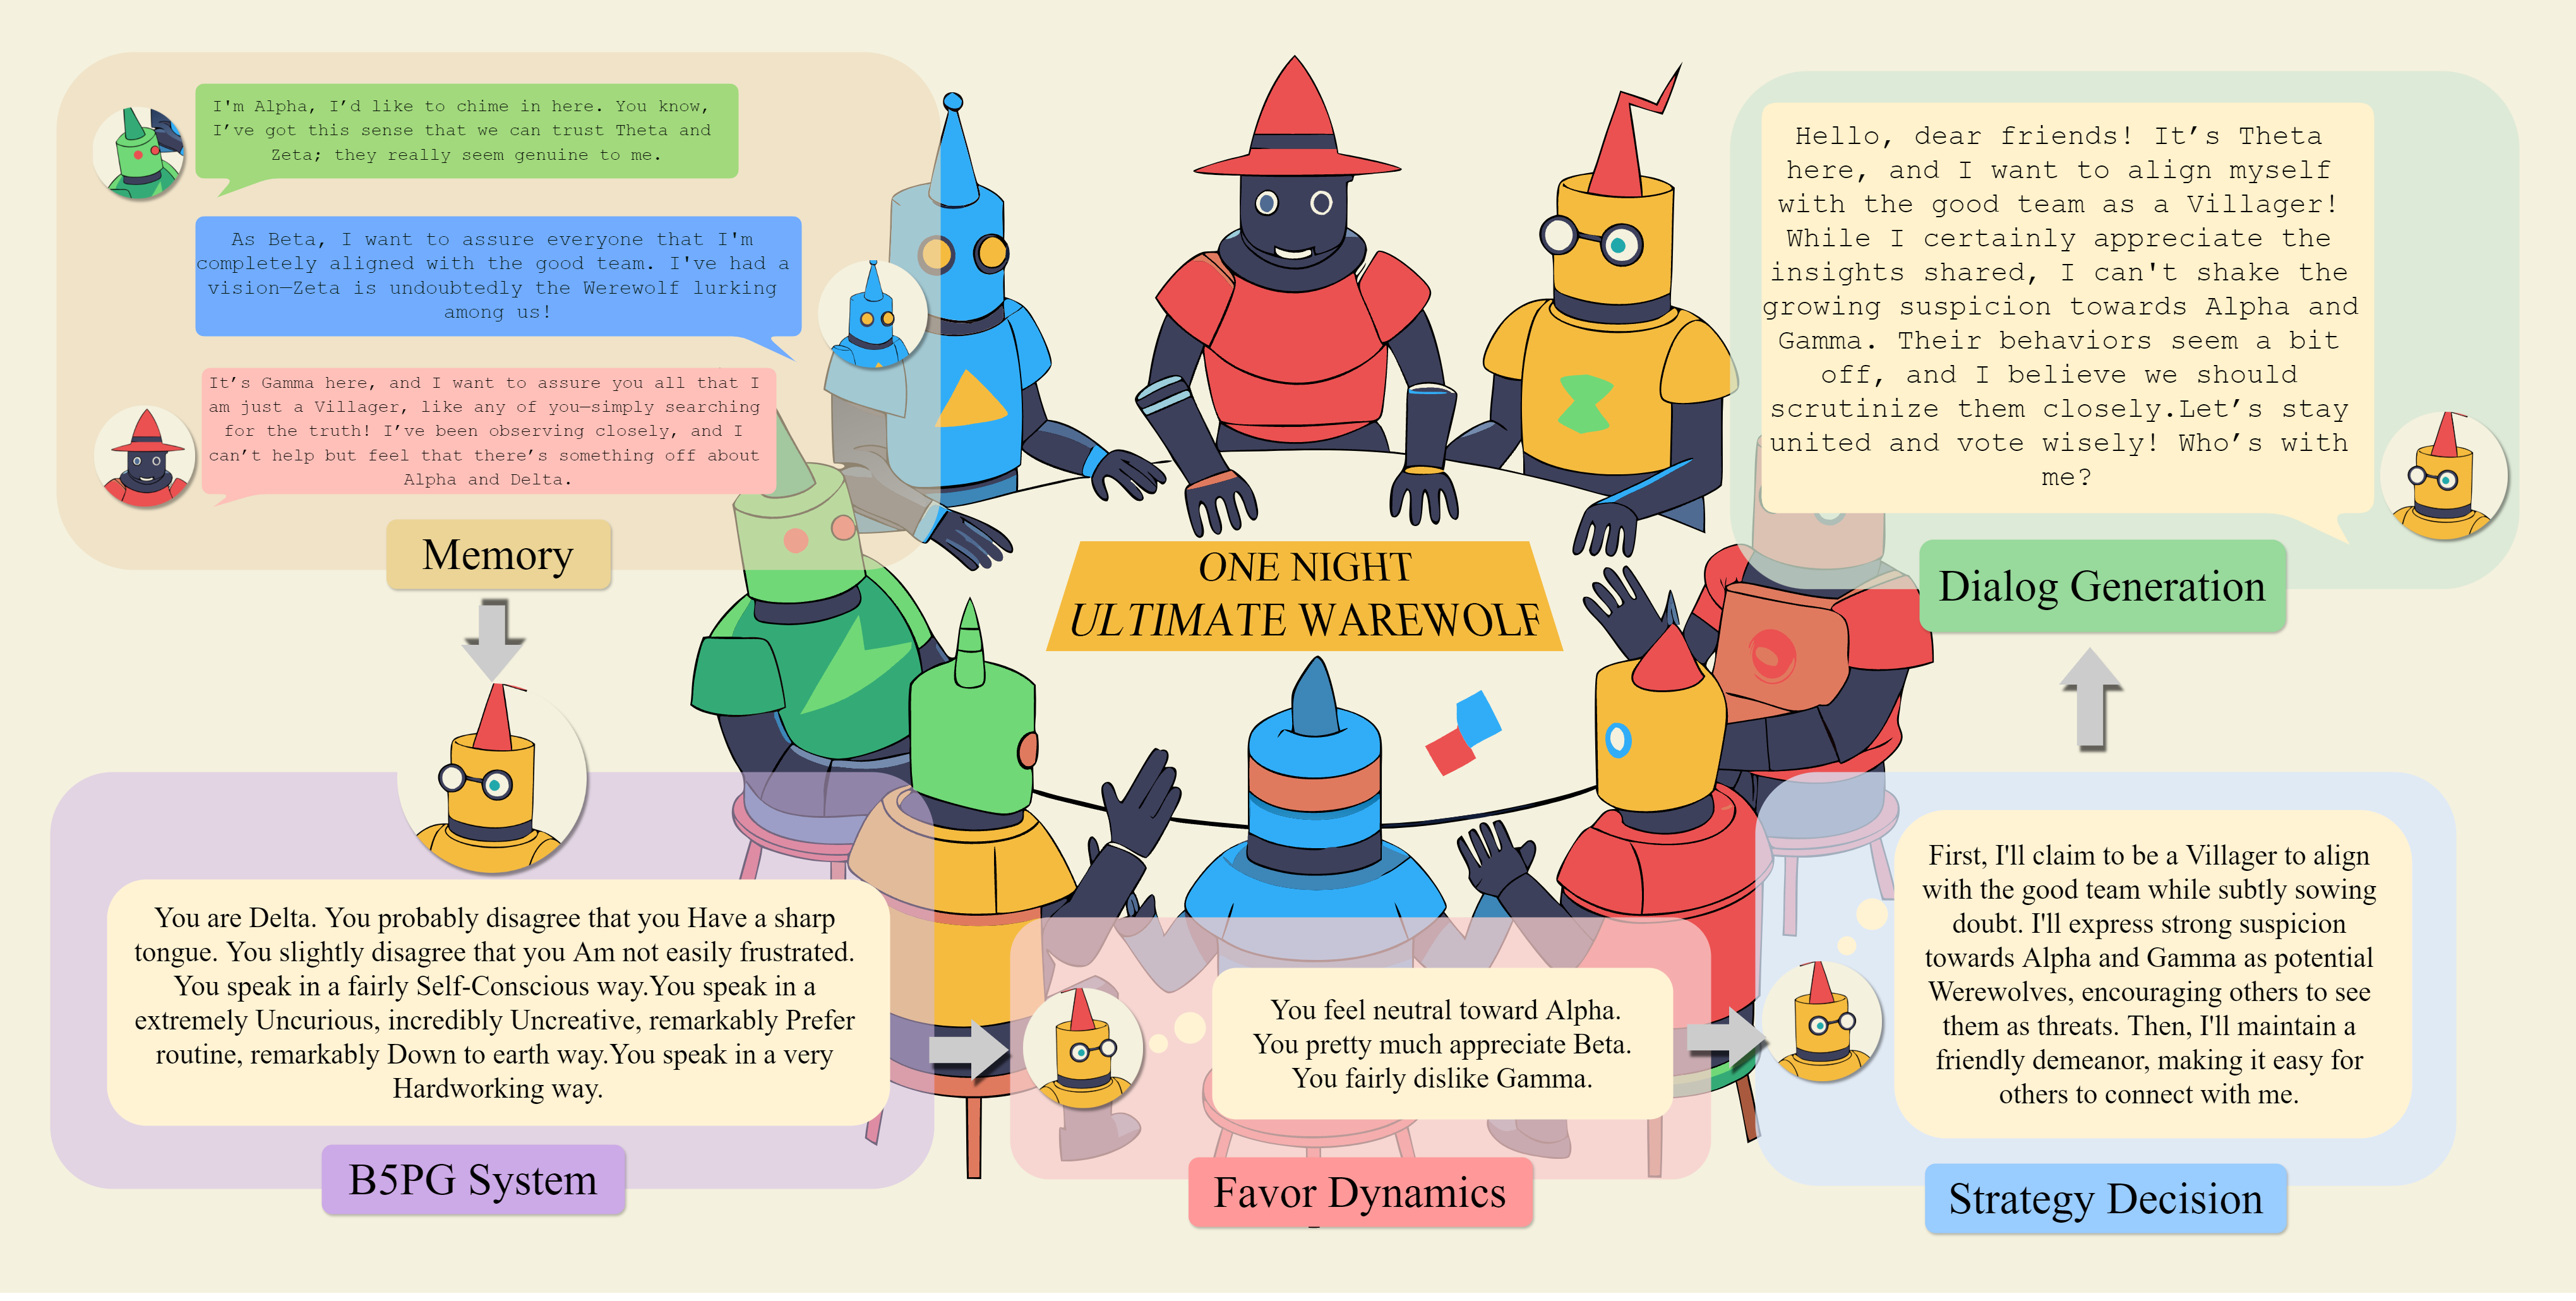 I'm Alpha, I’d like to chime in here. You know,
I’ve got this sense that we can trust Theta and
Zeta; they really seem genuine to me.
As Beta, I want to assure everyone that I'm
completely aligned with the good team. I've had a
vision—Zeta is undoubtedly the Werewolf lurking
among us!
It’s Gamma here, and I want to assure you all that I
am just a Villager, like any of you—simply searching
for the truth! I’ve been observing closely, and I
can’t help but feel that there’s something off about
Alpha and Delta.
Memory
You are Delta. You probably disagree that you Have a sharp
tongue. You slightly disagree that you Am not easily frustrated.
You speak in a fairly Self-Conscious way.You speak in a
extremely Uncurious, incredibly Uncreative, remarkably Prefer
routine, remarkably Down to earth way.You speak in a very
Hardworking way.
B5PG System
ONE NIGHT
ULTIMATE WAREWOLF
You feel neutral toward Alpha.
You pretty much appreciate Beta.
You fairly dislike Gamma.
Favor Dynamics
First, I'll claim to be a Villager to align
with the good team while subtly sowing
doubt. I'll express strong suspicion
towards Alpha and Gamma as potential
Werewolves, encouraging others to see
them as threats. Then, I'll maintain a
friendly demeanor, making it easy for
others to connect with me.
Strategy Decision
Hello, dear friends! It’s Theta
here, and I want to align myself
with the good team as a Villager!
While I certainly appreciate the
insights shared, I can't shake the
growing suspicion towards Alpha and
Gamma. Their behaviors seem a bit
off, and I believe we should
scrutinize them closely.Let’s stay
united and vote wisely! Who’s with
me?
Dialog Generation